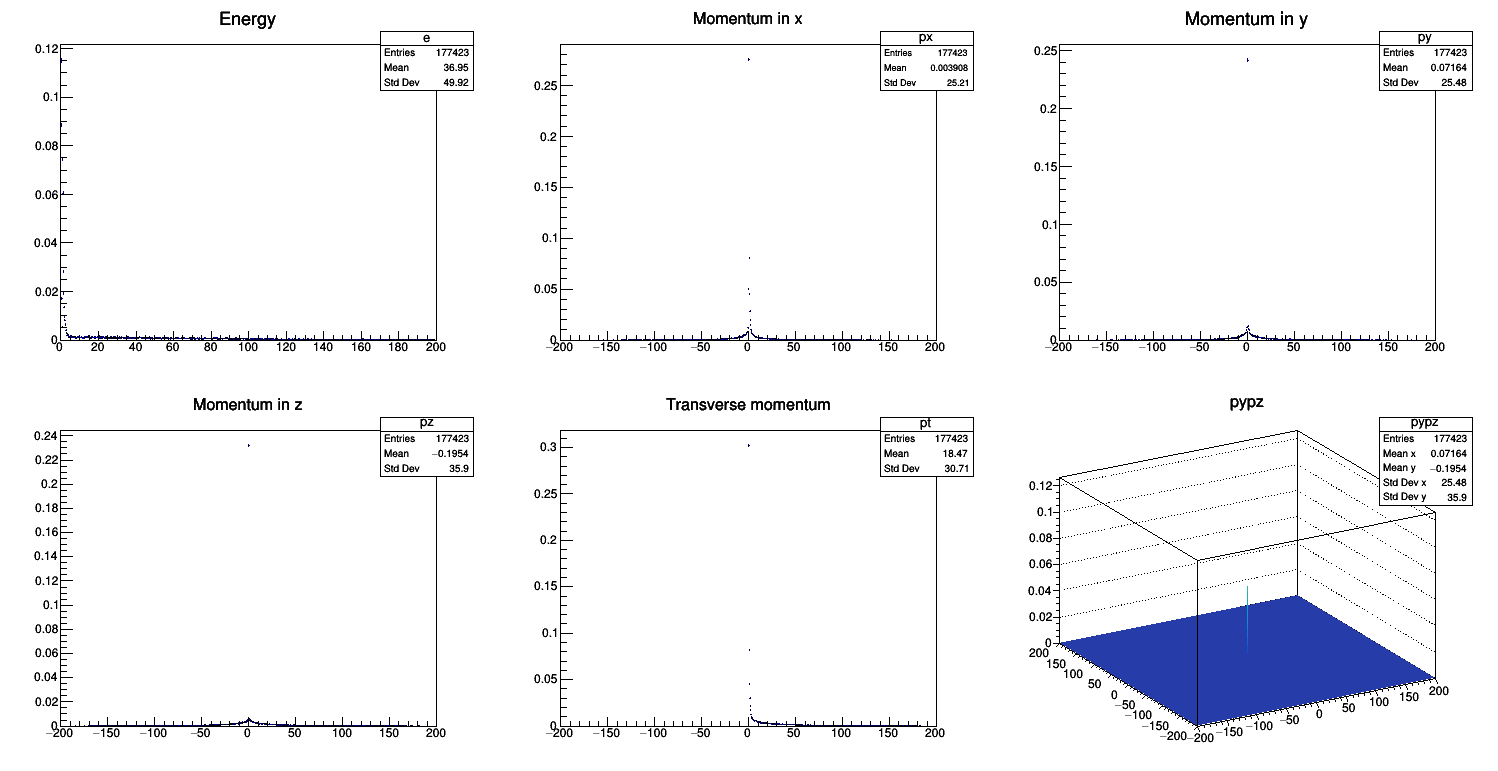 Energy
e
Entries 177423
Mean 36.95
Std Dev 49.92
0.12
0.1
0.08
0.06
0.04
0.02
0
0 20 40 60 80 100 120 140 160 180 200
Momentum in x
px
Entries 177423
Mean 0.003908
Std Dev 25.21
0.25
0.2
0.15
0.1
0.05
0
−200 −150 −100 −50 0 50 100 150 200
Momentum in y
py
Entries 177423
Mean 0.07164
Std Dev 25.48
0.25
0.2
0.15
0.1
0.05
0
−200 −150 −100 −50 0 50 100 150 200
Momentum in z
pz
Entries 177423
Mean −0.1954
Std Dev 35.9
0.24
0.22
0.2
0.18
0.16
0.14
0.12
0.1
0.08
0.06
0.04
0.02
0
−200 −150 −100 −50 0 50 100 150 200
Transverse momentum
pt
Entries 177423
Mean 18.47
Std Dev 30.71
0.3
0.25
0.2
0.15
0.1
0.05
0
−200 −150 −100 −50 0 50 100 150 200
pypz
pypz
Entries 177423
Mean x 0.07164
Mean y −0.1954
Std Dev x 25.48
Std Dev y 35.9
0.12
0.1
0.08
0.06
0.04
0.02
0
200 150 100 50 0 −50 −100 −150 −200
−200 −150 −100 −50 0 50 100 150 200